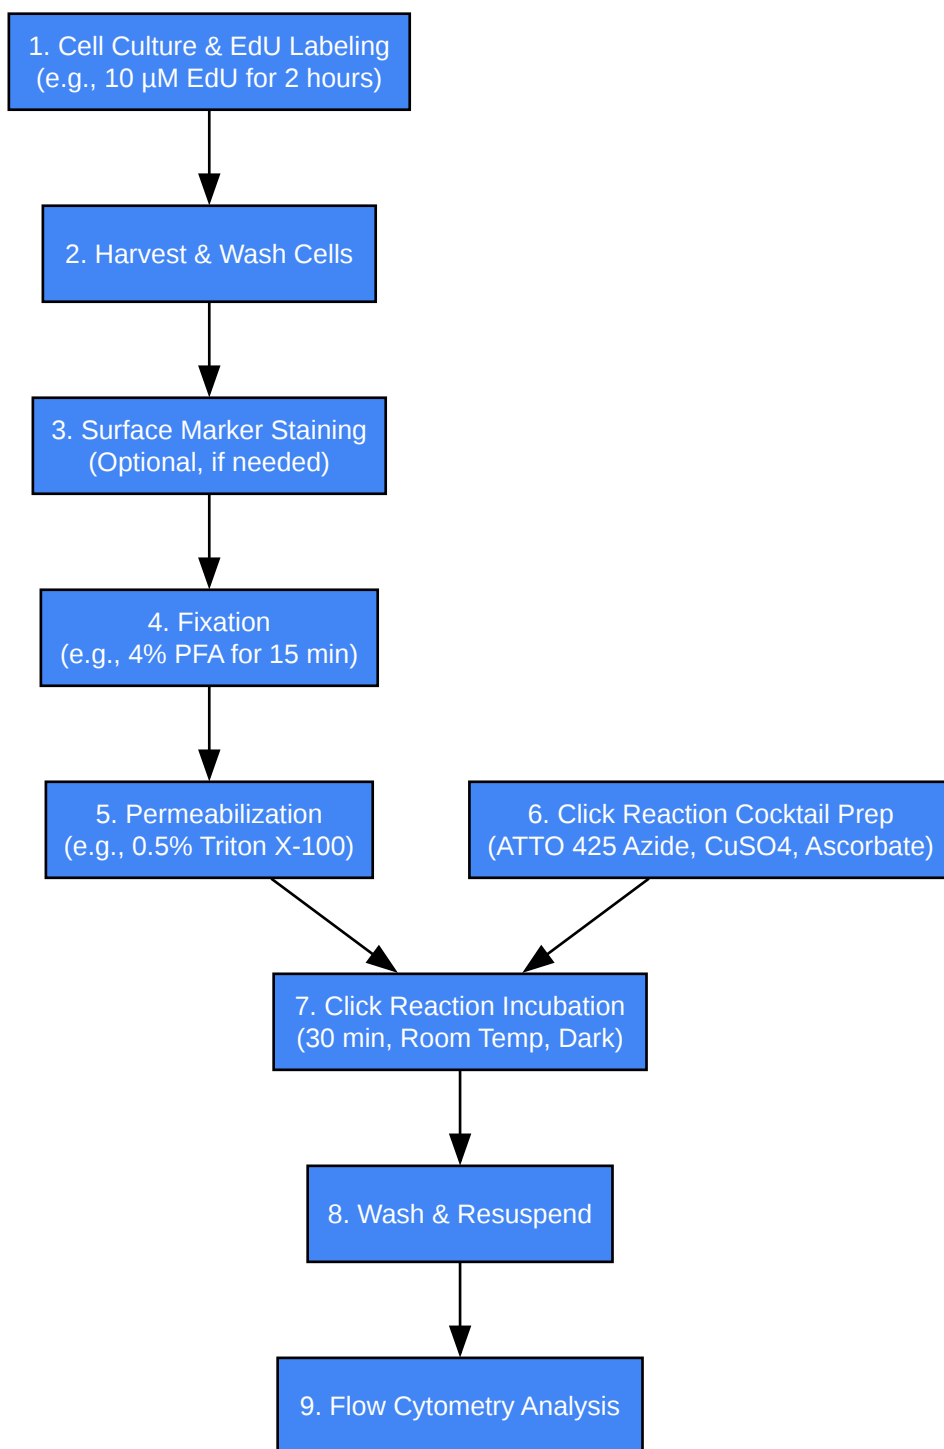 1. Cell Culture & EdU Labeling
(e.g., 10 µM EdU for 2 hours)
2. Harvest & Wash Cells
3. Surface Marker Staining
(Optional, if needed)
4. Fixation
(e.g., 4% PFA for 15 min)
5. Permeabilization
(e.g., 0.5% Triton X-100)
6. Click Reaction Cocktail Prep
(ATTO 425 Azide, CuSO4, Ascorbate)
7. Click Reaction Incubation
(30 min, Room Temp, Dark)
8. Wash & Resuspend
9. Flow Cytometry Analysis